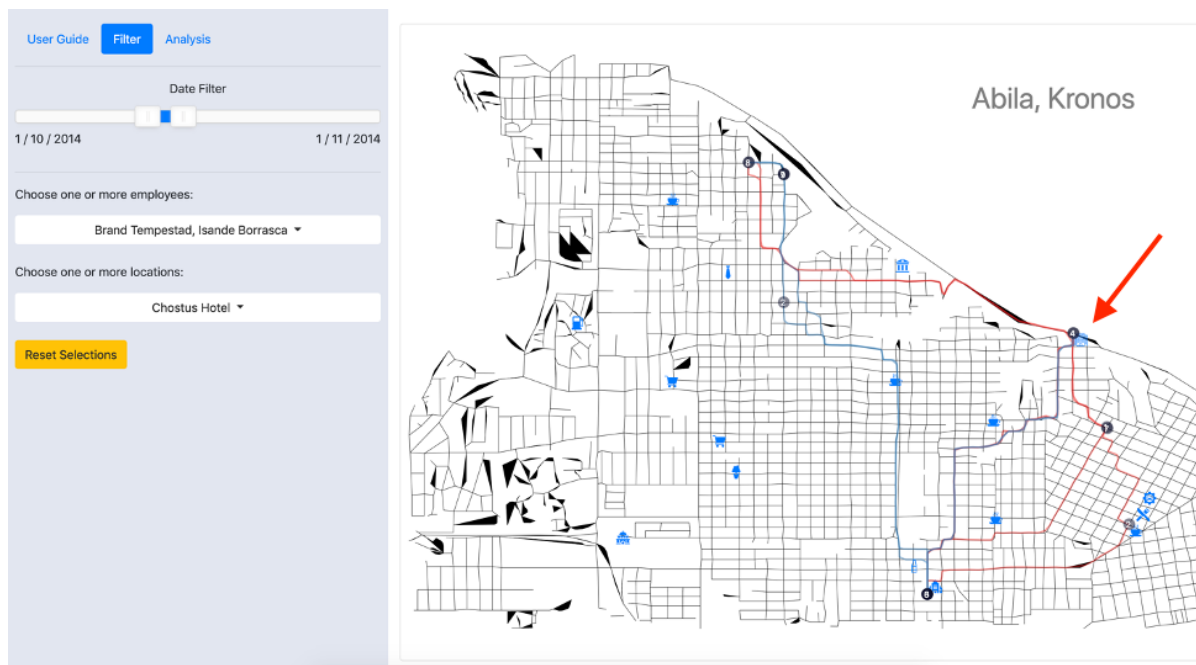 User Guide Filter Analysis
Date Filter
1 / 10 / 2014 1 / 11 / 2014
Choose one or more employees:
Brand Tempestad, Isande Borrasca
Choose one or more locations:
Chostus Hotel
Reset Selections
Abila, Kronos
4